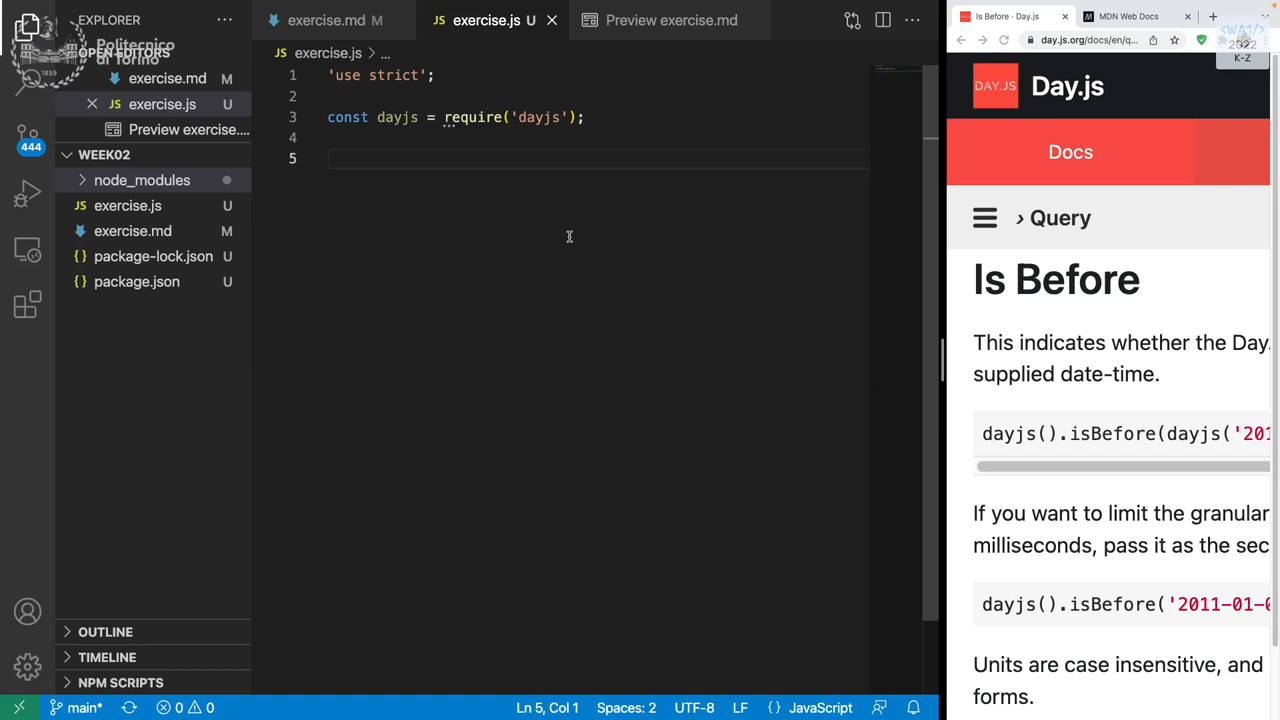 EXPLORER
Politecnico
di Torino
1859
OPEN EDITORS
exercise.md M
exercise.js U
Preview exercise....
WEEK02
node_modules
exercise.js U
exercise.md M
package-lock.json U
package.json U
OUTLINE
TIMELINE
NPM SCRIPTS
444
exercise.md M
exercise.js U
Preview exercise.md
exercise.js > ...
1 'use strict';
2
3 const dayjs = require('dayjs');
4
5
main*
0 0
Ln 5, Col 1
Spaces: 2
UTF-8
LF
JavaScript
Is Before · Day.js
MDN Web Docs
day.js.org/docs/en/q...
<WA1/>
2022
K-Z
DAY.JS
Day.js
Docs
› Query
Is Before
This indicates whether the Day.
supplied date-time.
dayjs().isBefore(dayjs('201
If you want to limit the granular
milliseconds, pass it as the sec
dayjs().isBefore('2011-01-0
Units are case insensitive, and
forms.